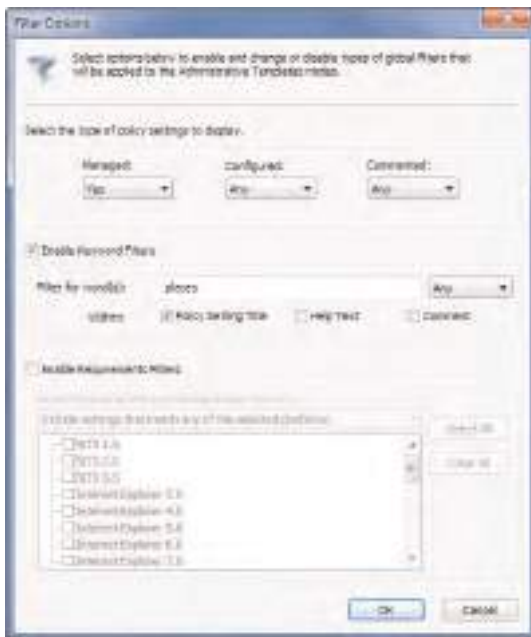 Filter Options
Select options below to enable and change or disable types of global filters that
will be applied to the Administrative Templates nodes.
Select the type of policy settings to display.
Managed: Configured: Commented:
Yes Any Any
Enable Keyword Filters
Filter for word(s): places Any
Within: Policy Setting Title Help Text Comment
Enable Requirements Filters
Include settings that match any of the selected platforms.
Select All
Clear All
BITS 1.5
BITS 2.0
BITS 3.5
Internet Explorer 3.0
Internet Explorer 4.0
Internet Explorer 5.0
Internet Explorer 6.0
Internet Explorer 7.0
OK Cancel